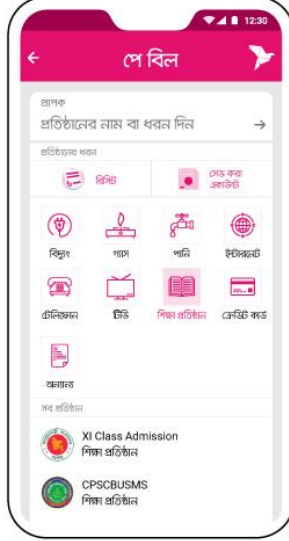 12:30
পে বিল
প্রাপক
প্রতিষ্ঠানের নাম বা ধরন দিন
প্রতিষ্ঠানের ধরন
রিসিট
সেভ করা
একাউন্ট
বিদ্যুৎ গ্যাস পানি ইন্টারনেট
টেলিফোন টিভি শিক্ষা প্রতিষ্ঠান ক্রেডিট কার্ড
অন্যান্য
সব প্রতিষ্ঠান
XI Class Admission
শিক্ষা প্রতিষ্ঠান
CPSCBUSMS
শিক্ষা প্রতিষ্ঠান